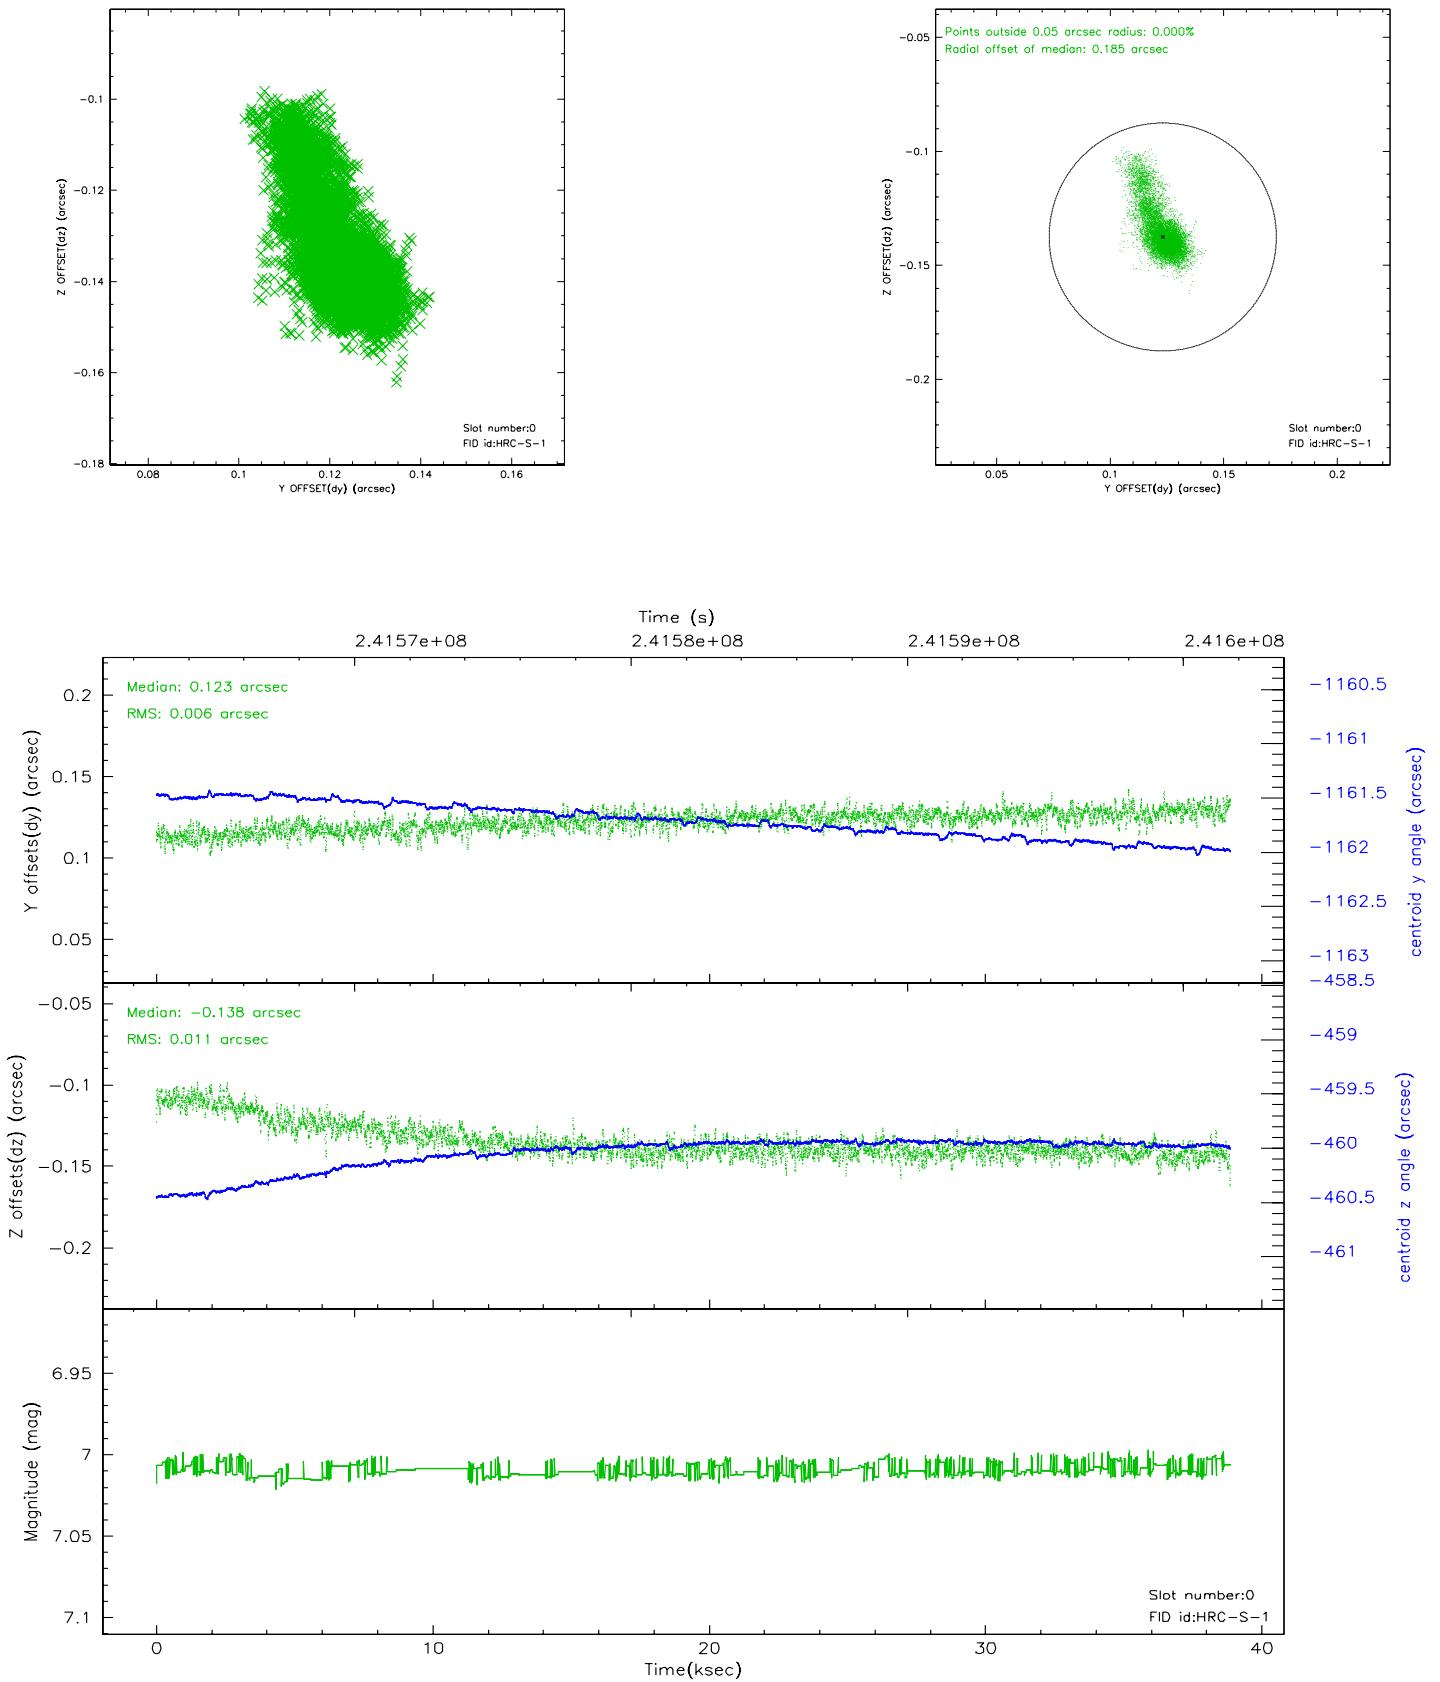 -0.1
-0.12
-0.14
-0.16
-0.18
Z OFFSET(dz) (arcsec)
Slot number:0
FID id:HRC-S-1
0.08 0.1 0.12 0.14 0.16
Y OFFSET(dy) (arcsec)
Points outside 0.05 arcsec radius: 0.000%
Radial offset of median: 0.185 arcsec
-0.05
-0.1
-0.15
-0.2
Z OFFSET(dz) (arcsec)
Slot number:0
FID id:HRC-S-1
0.05 0.1 0.15 0.2
Y OFFSET(dy) (arcsec)
Time (s)
2.4157e+08 2.4158e+08 2.4159e+08 2.416e+08
Median: 0.123 arcsec
RMS: 0.006 arcsec
0.2
0.15
0.1
0.05
Y offsets(dy) (arcsec)
-1160.5
-1161
-1161.5
-1162
-1162.5
-1163
centroid y angle (arcsec)
Median: -0.138 arcsec
RMS: 0.011 arcsec
-0.05
-0.1
-0.15
-0.2
Z offsets(dz) (arcsec)
-458.5
-459
-459.5
-460
-460.5
-461
centroid z angle (arcsec)
6.95
7
7.05
7.1
Magnitude (mag)
Slot number:0
FID id:HRC-S-1
0 10 20 30 40
Time(ksec)